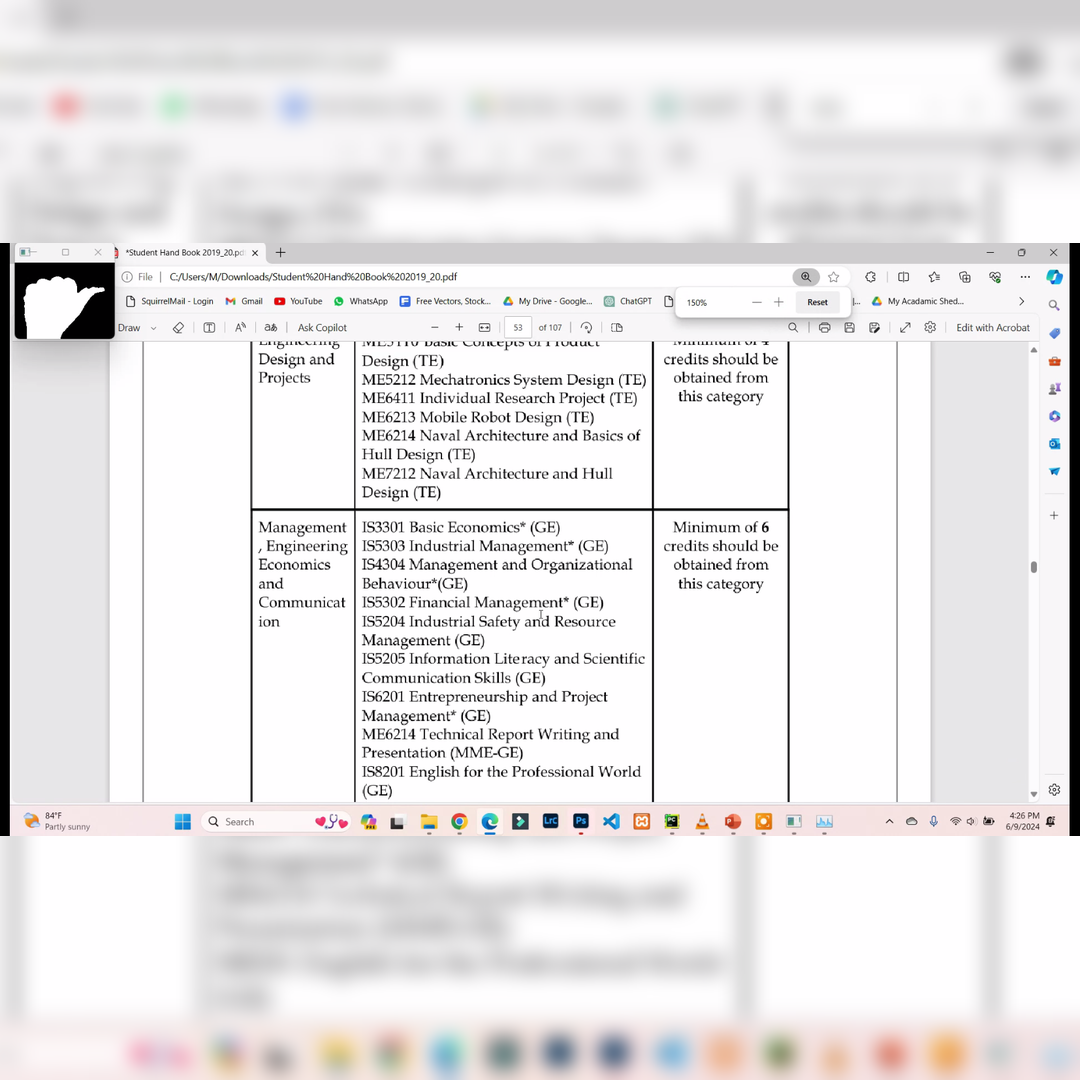 *Student Hand Book 2019_20.pd
File C:/Users/M/Downloads/Student%20Hand%20Book%202019_20.pdf
SquirrelMail - Login Gmail YouTube WhatsApp Free Vectors, Stock... My Drive - Google... ChatGPT My Acadamic Shed...
150% Reset
Draw Ask Copilot 53 of 107 Edit with Acrobat
Engineering
Design and
Projects
ME5110 Basic Concepts of Product
Design (TE)
ME5212 Mechatronics System Design (TE)
ME6411 Individual Research Project (TE)
ME6213 Mobile Robot Design (TE)
ME6214 Naval Architecture and Basics of
Hull Design (TE)
ME7212 Naval Architecture and Hull
Design (TE)
Minimum of 4
credits should be
obtained from
this category
Management
, Engineering
Economics
and
Communicat
ion
IS3301 Basic Economics* (GE)
IS5303 Industrial Management* (GE)
IS4304 Management and Organizational
Behaviour*(GE)
IS5302 Financial Management* (GE)
IS5204 Industrial Safety and Resource
Management (GE)
IS5205 Information Literacy and Scientific
Communication Skills (GE)
IS6201 Entrepreneurship and Project
Management* (GE)
ME6214 Technical Report Writing and
Presentation (MME-GE)
IS8201 English for the Professional World
(GE)
Minimum of 6
credits should be
obtained from
this category
84°F
Partly sunny
Search
4:26 PM
6/9/2024